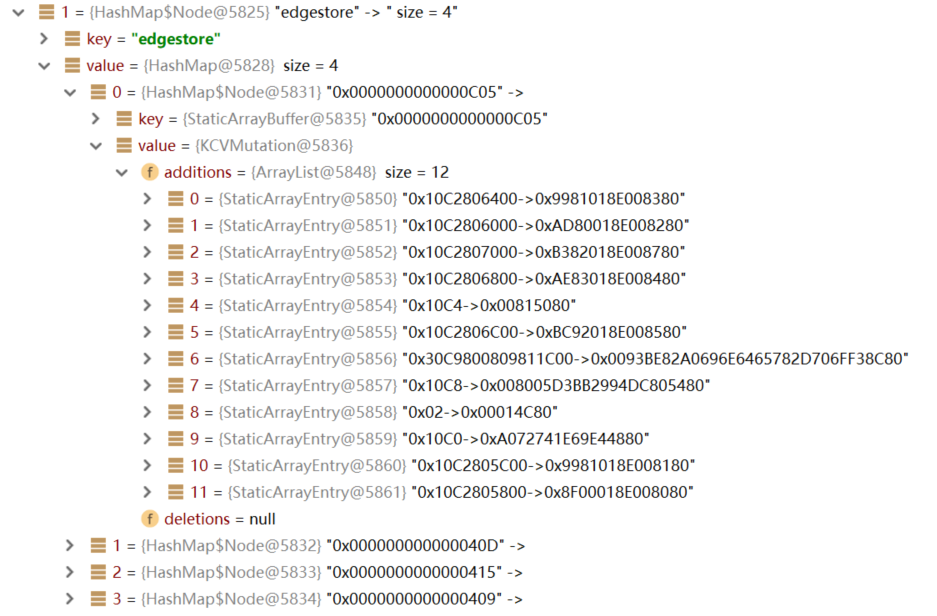 1 = {HashMap$Node@5825} "edgestore" -> " size = 4"
key = "edgestore"
value = {HashMap@5828} size = 4
0 = {HashMap$Node@5831} "0x0000000000000C05" ->
key = {StaticArrayBuffer@5835} "0x0000000000000C05"
value = {KCVMutation@5836}
f additions = {ArrayList@5848} size = 12
0 = {StaticArrayEntry@5850} "0x10C2806400->0x9981018E008380"
1 = {StaticArrayEntry@5851} "0x10C2806000->0xAD80018E008280"
2 = {StaticArrayEntry@5852} "0x10C2807000->0xB382018E008780"
3 = {StaticArrayEntry@5853} "0x10C2806800->0xAE83018E008480"
4 = {StaticArrayEntry@5854} "0x10C4->0x00815080"
5 = {StaticArrayEntry@5855} "0x10C2806C00->0xBC92018E008580"
6 = {StaticArrayEntry@5856} "0x30C9800809811C00->0x0093BE82A0696E6465782D706FF38C80"
7 = {StaticArrayEntry@5857} "0x10C8->0x008005D3BB2994DC805480"
8 = {StaticArrayEntry@5858} "0x02->0x00014C80"
9 = {StaticArrayEntry@5859} "0x10C0->0xA072741E69E44880"
10 = {StaticArrayEntry@5860} "0x10C2805C00->0x9981018E008180"
11 = {StaticArrayEntry@5861} "0x10C2805800->0x8F00018E008080"
f deletions = null
1 = {HashMap$Node@5832} "0x000000000000040D" ->
2 = {HashMap$Node@5833} "0x0000000000000415" ->
3 = {HashMap$Node@5834} "0x0000000000000409" ->